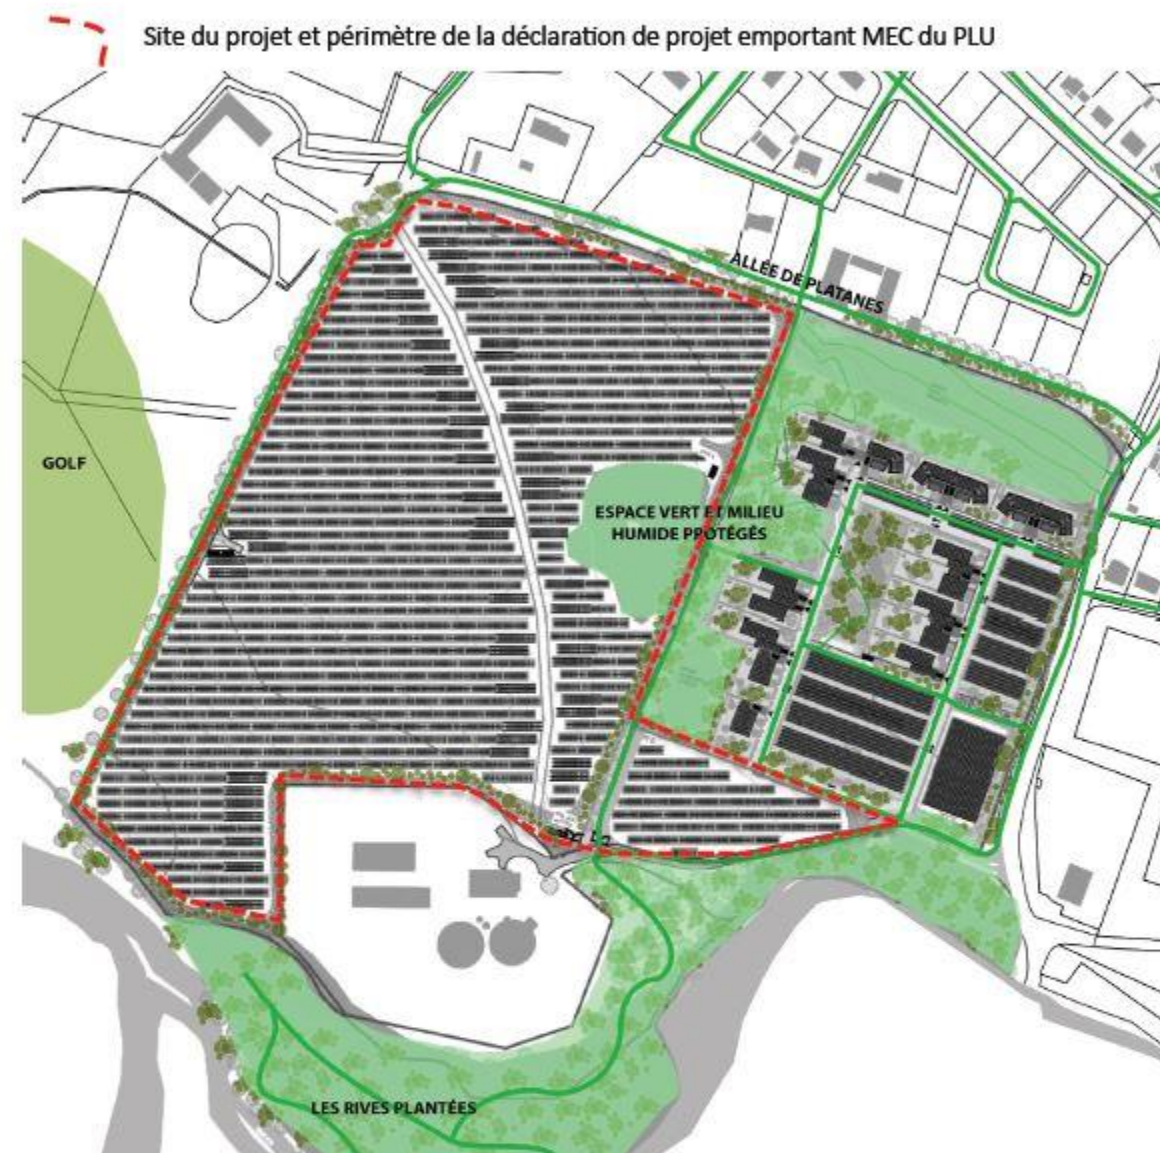 Site du projet et périmètre de la déclaration de projet emportant MEC du PLU
ALLÉE DE PLATANES
GOLF
ESPACE VERT ET MILIEU
HUMIDE PROTÉGÉS
LES RIVES PLANTÉES